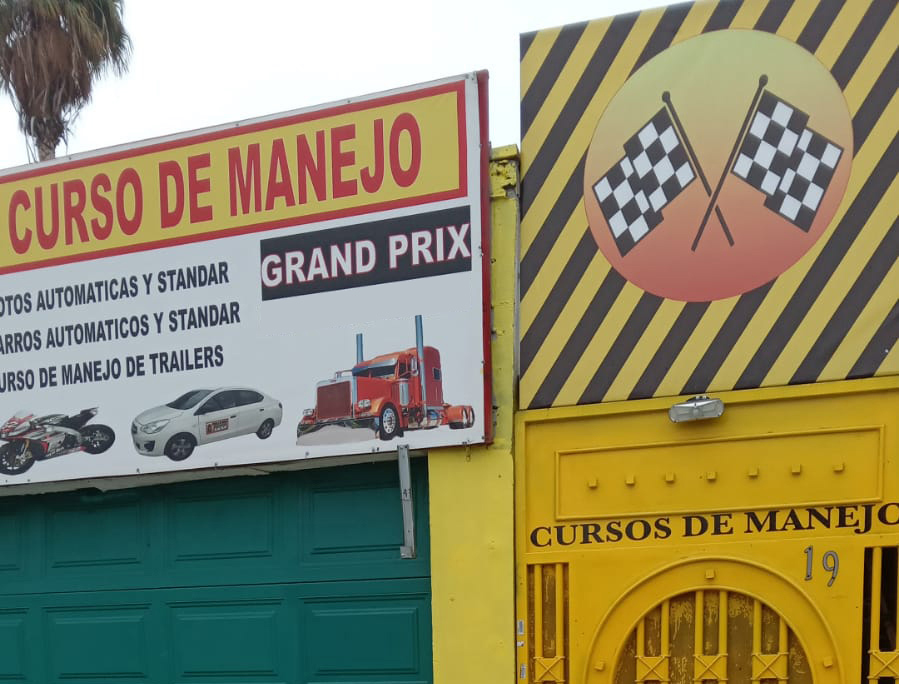 CURSO DE MANEJO
GRAND PRIX
OTOS AUTOMATICAS Y STANDAR
ARROS AUTOMATICOS Y STANDAR
URSO DE MANEJO DE TRAILERS
CURSOS DE MANEJO
19